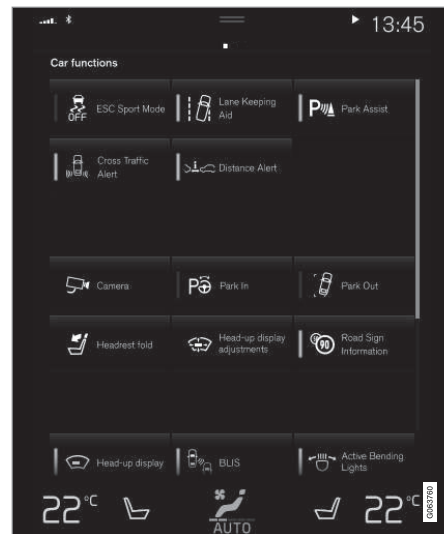 13:45
Car functions
OFF
ESC Sport Mode
Lane Keeping
Aid
P
Park Assist
Cross Traffic
Alert
Distance Alert
Camera
P
Park In
Park Out
Headrest fold
Head-up display
adjustments
90
Road Sign
Information
Head-up display
BLIS
Active Bending
Lights
22°C
AUTO
22°C
G063760